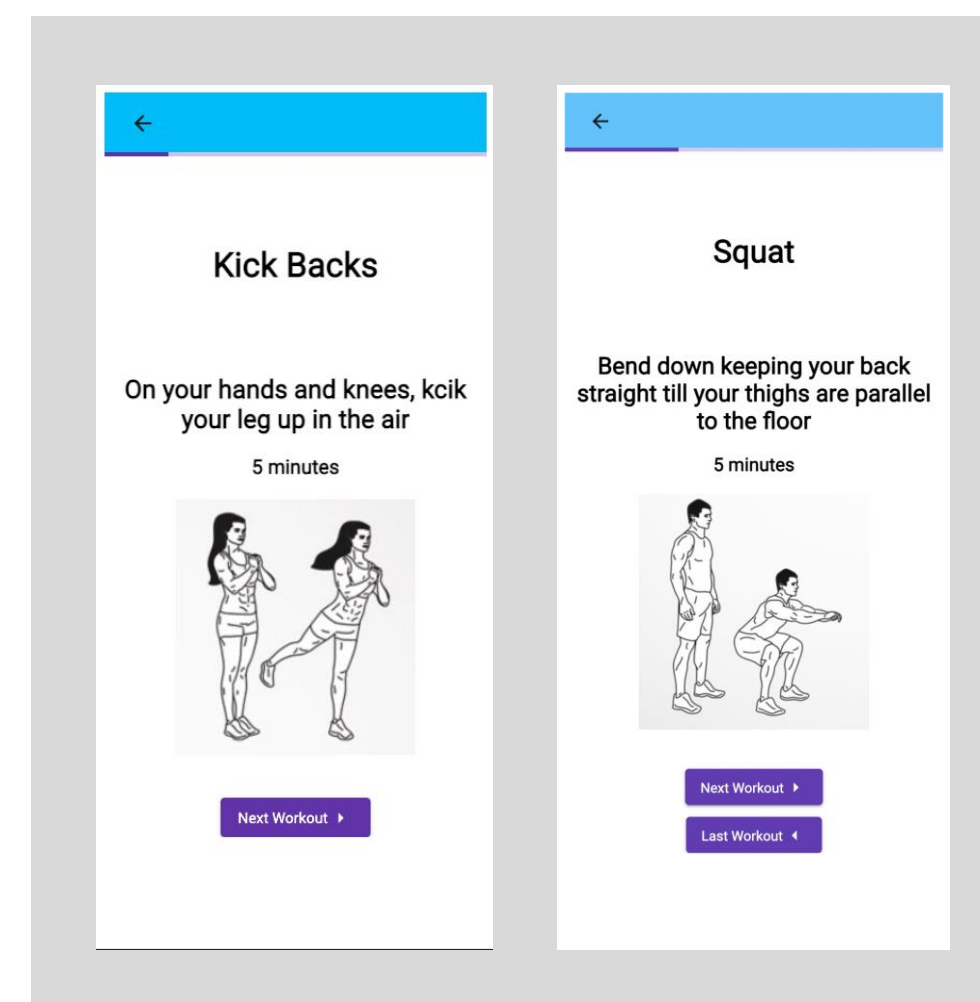 Kick Backs
On your hands and knees, kcik
your leg up in the air
5 minutes
Next Workout
Squat
Bend down keeping your back
straight till your thighs are parallel
to the floor
5 minutes
Next Workout
Last Workout